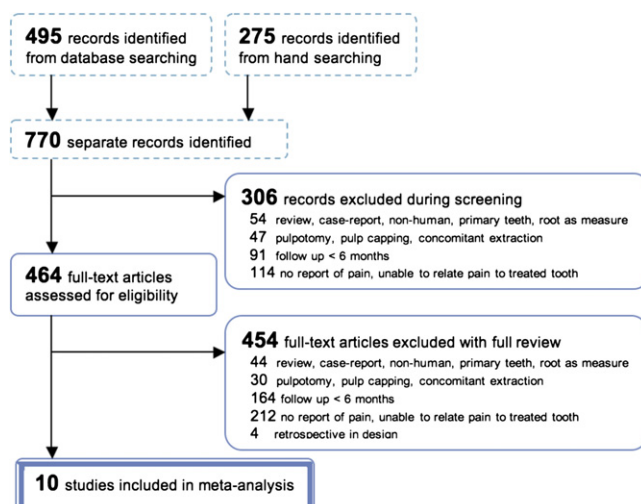 495 records identified
from database searching
275 records identified
from hand searching
770 separate records identified
306 records excluded during screening
54 review, case-report, non-human, primary teeth, root as measure
47 pulpotomy, pulp capping, concomitant extraction
91 follow up < 6 months
114 no report of pain, unable to relate pain to treated tooth
464 full-text articles
assessed for eligibility
454 full-text articles excluded with full review
44 review, case-report, non-human, primary teeth, root as measure
30 pulpotomy, pulp capping, concomitant extraction
164 follow up < 6 months
212 no report of pain, unable to relate pain to treated tooth
4 retrospective in design
10 studies included in meta-analysis